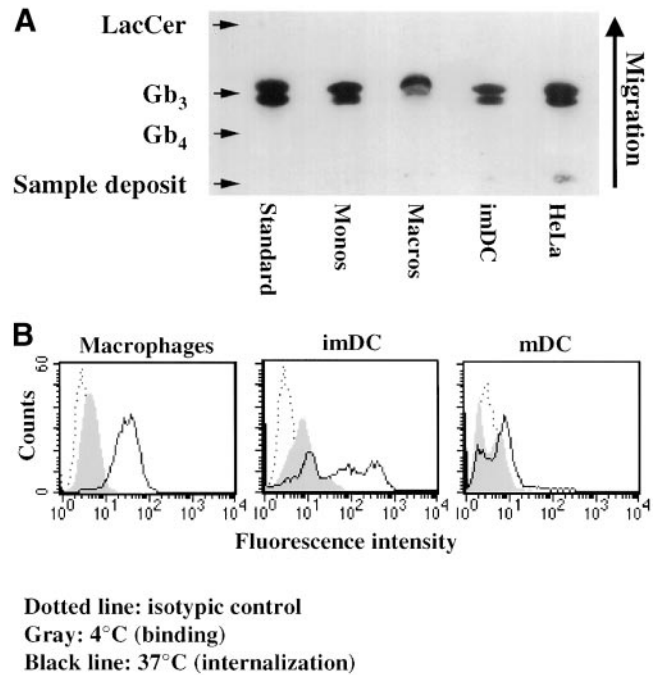 A
LacCer
Gb3
Gb4
Sample deposit
Migration
Standard
Monos
Macros
imDC
HeLa
B
Macrophages
imDC
mDC
Counts
60
0
10^0 10^1 10^2 10^3 10^4
10^0 10^1 10^2 10^3 10^4
10^0 10^1 10^2 10^3 10^4
Fluorescence intensity
Dotted line: isotypic control
Gray: 4°C (binding)
Black line: 37°C (internalization)